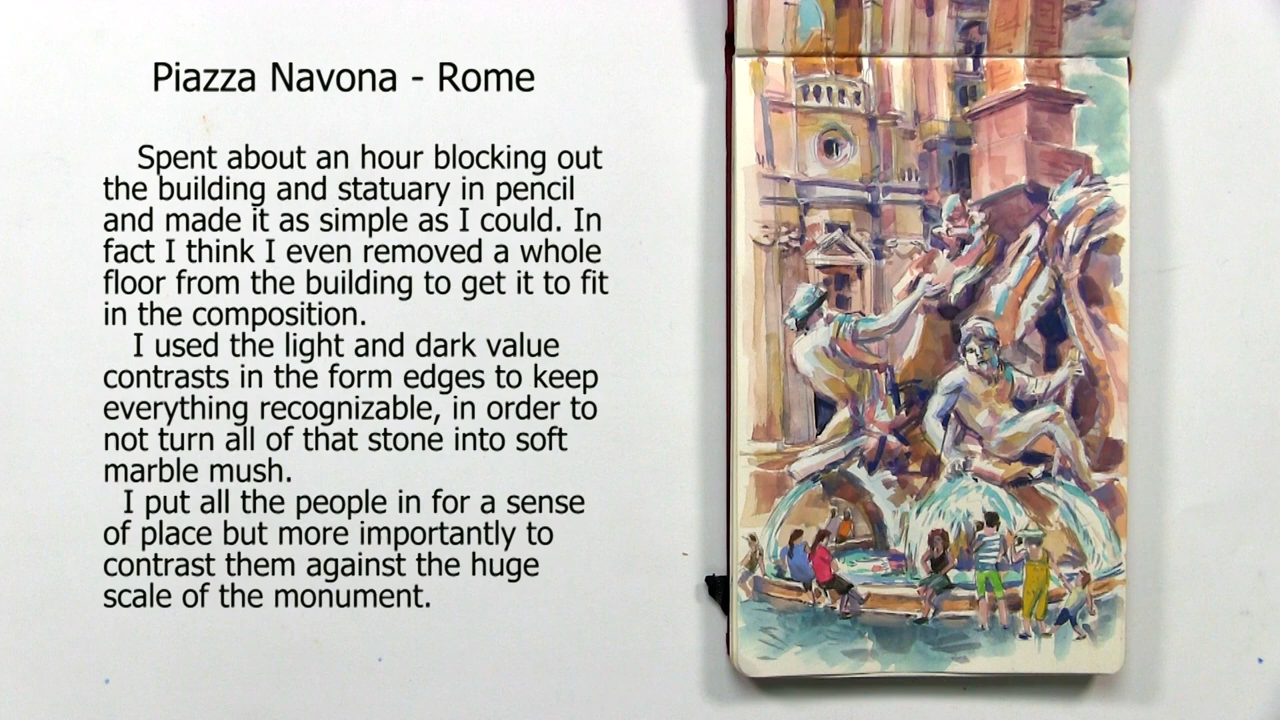 Piazza Navona - Rome
Spent about an hour blocking out
the building and statuary in pencil
and made it as simple as I could. In
fact I think I even removed a whole
floor from the building to get it to fit
in the composition.
I used the light and dark value
contrasts in the form edges to keep
everything recognizable, in order to
not turn all of that stone into soft
marble mush.
I put all the people in for a sense
of place but more importantly to
contrast them against the huge
scale of the monument.